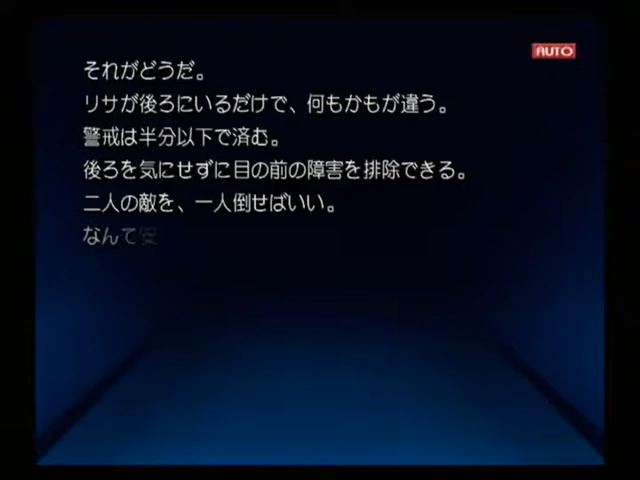 AUTO
それがどうだ。
リサが後ろにいるだけで、何もかもが違う。
警戒は半分以下で済む。
後ろを気にせずに目の前の障害を排除できる。
二人の敵を、一人倒せばいい。
なんて安